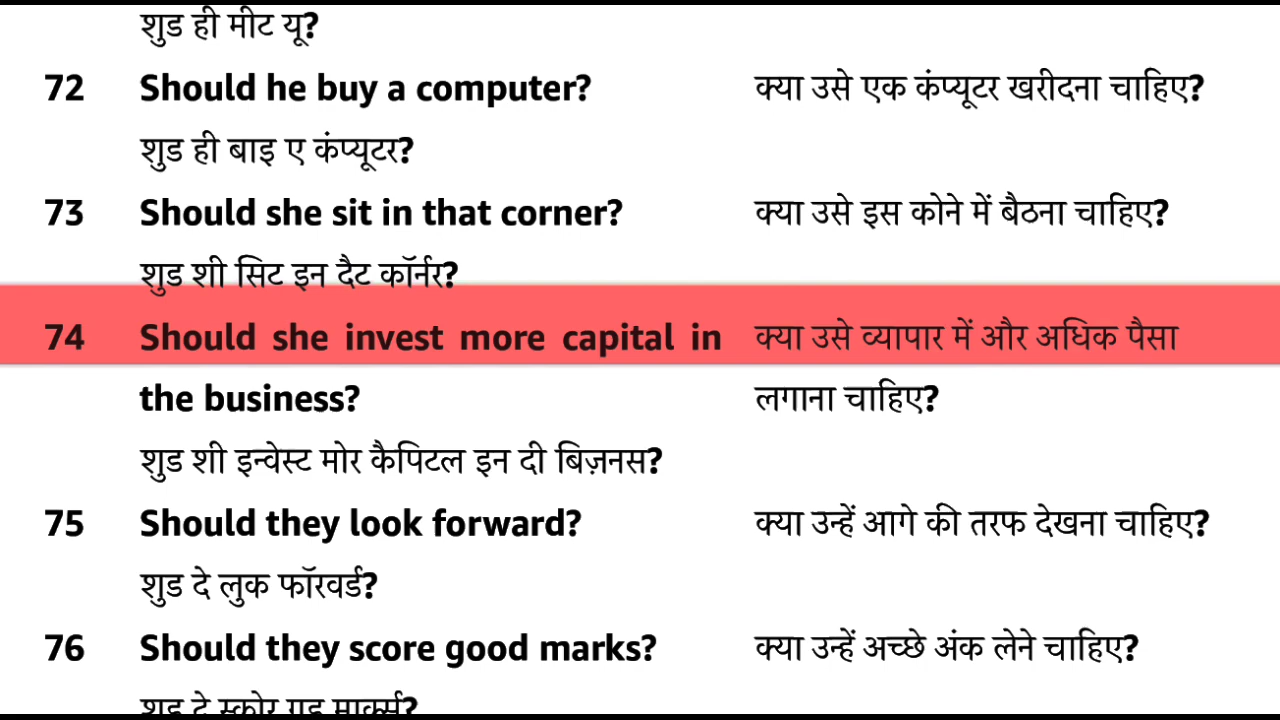 शुड ही मीट यू?
72 Should he buy a computer? क्या उसे एक कंप्यूटर खरीदना चाहिए?
शुड ही बाइ ए कंप्यूटर?
73 Should she sit in that corner? क्या उसे इस कोने में बैठना चाहिए?
शुड शी सिट इन दैट कॉर्नर?
74 Should she invest more capital in क्या उसे व्यापार में और अधिक पैसा
the business? लगाना चाहिए?
शुड शी इन्वेस्ट मोर कैपिटल इन दी बिज़नस?
75 Should they look forward? क्या उन्हें आगे की तरफ देखना चाहिए?
शुड दे लुक फॉरवर्ड?
76 Should they score good marks? क्या उन्हें अच्छे अंक लेने चाहिए?
शुड दे स्कोर गुड मार्क्स?